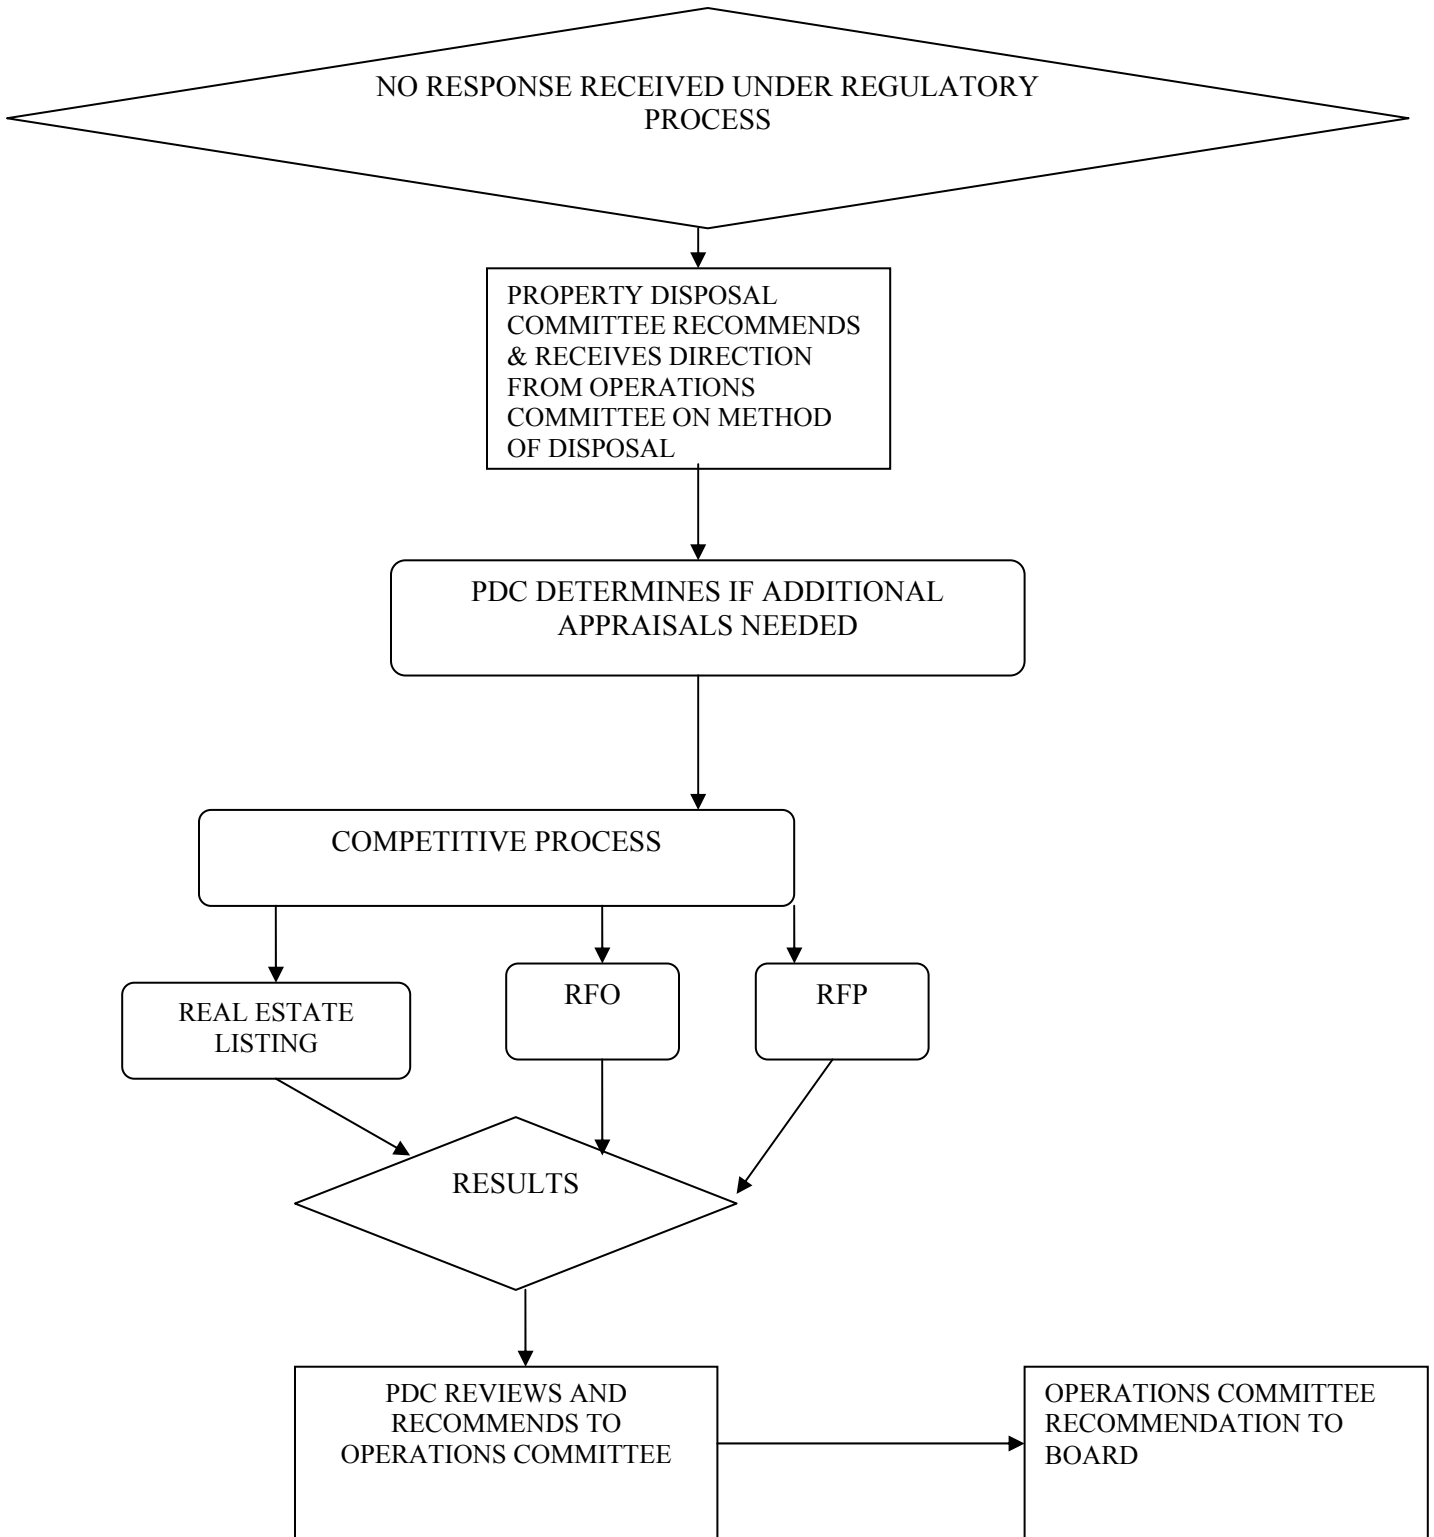 NO RESPONSE RECEIVED UNDER REGULATORY
PROCESS
PROPERTY DISPOSAL
COMMITTEE RECOMMENDS
& RECEIVES DIRECTION
FROM OPERATIONS
COMMITTEE ON METHOD
OF DISPOSAL
PDC DETERMINES IF ADDITIONAL
APPRAISALS NEEDED
COMPETITIVE PROCESS
REAL ESTATE
LISTING
RFO
RFP
RESULTS
PDC REVIEWS AND
RECOMMENDS TO
OPERATIONS COMMITTEE
OPERATIONS COMMITTEE
RECOMMENDATION TO
BOARD